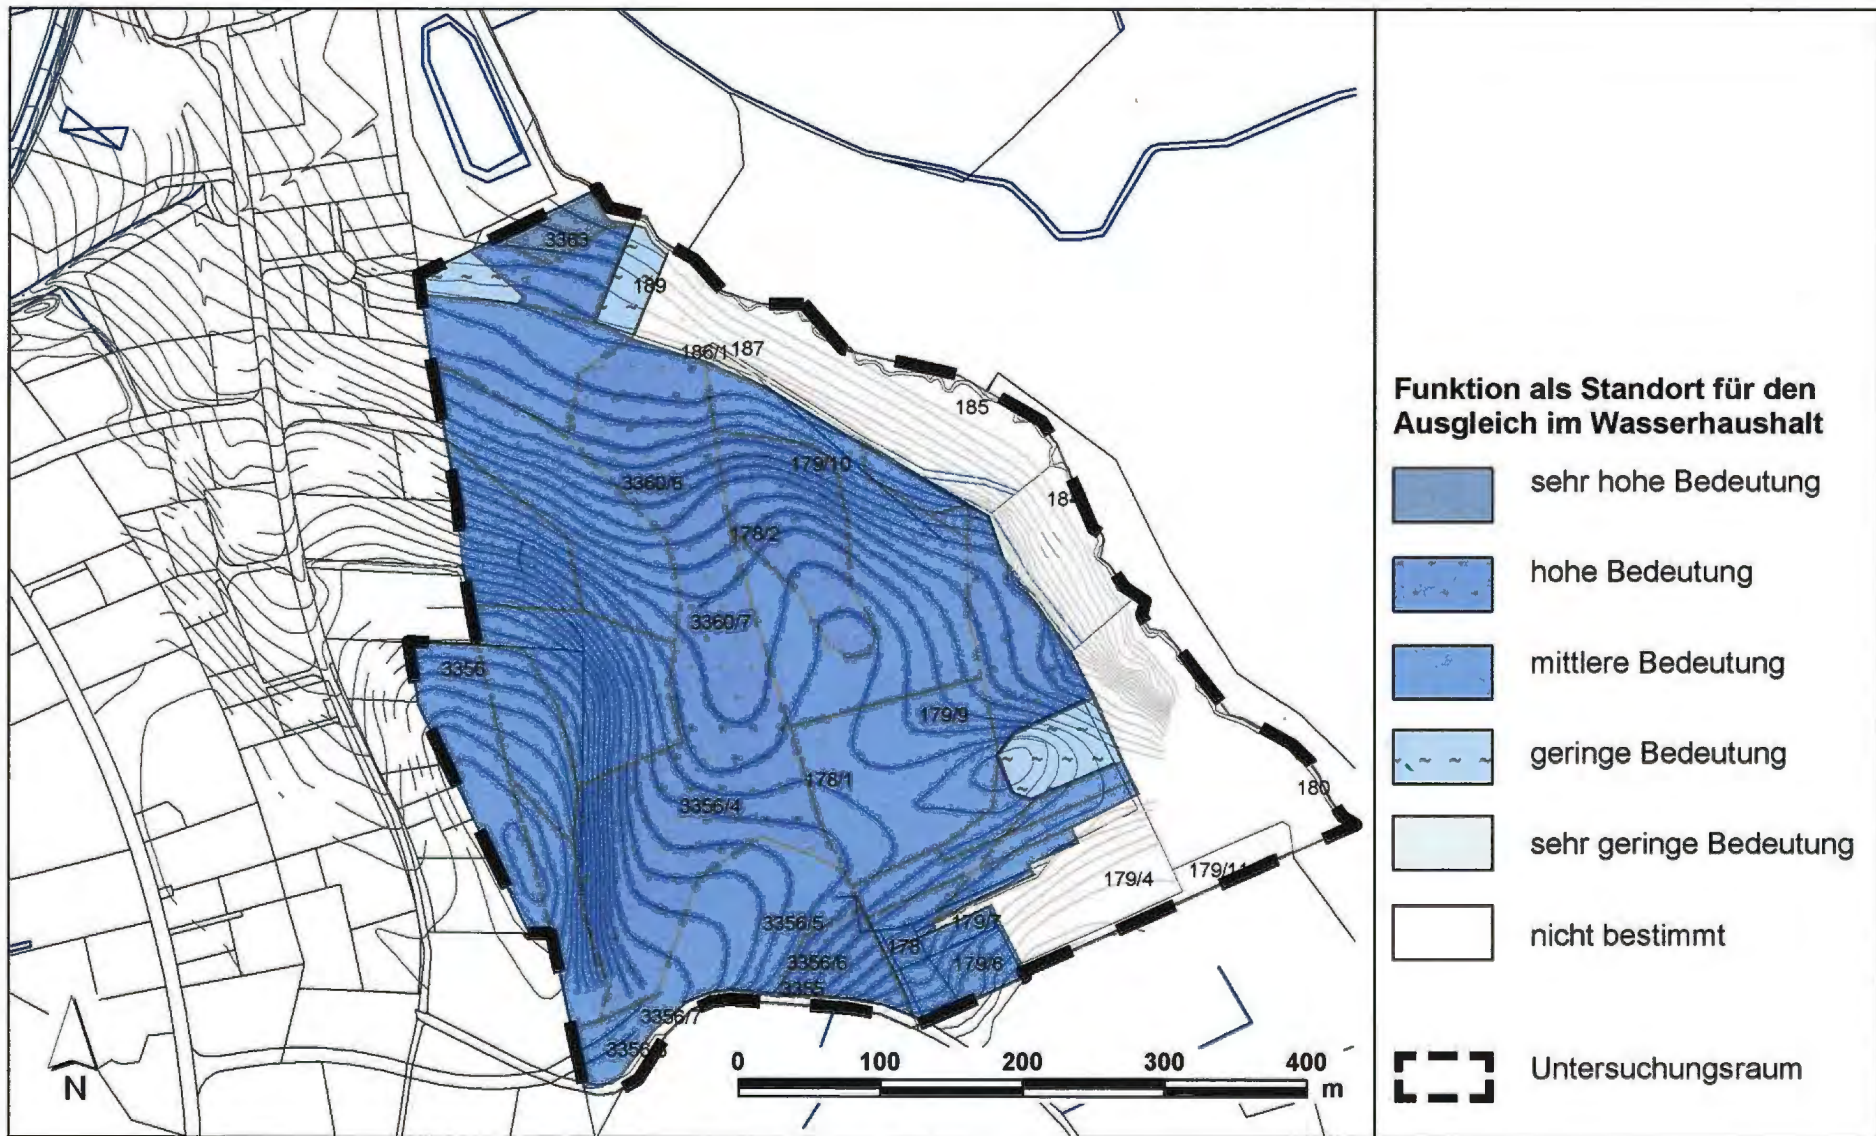 3363
189
186/1
187
185
184
179/10
3360/6
178/2
3360/7
3356
179/9
178/1
3356/4
180
179/4
179/11
3356/5
179/7
178
3356/6
179/6
3355
3356/7
N
0 100 200 300 400
m
Funktion als Standort für den
Ausgleich im Wasserhaushalt
sehr hohe Bedeutung
hohe Bedeutung
mittlere Bedeutung
geringe Bedeutung
sehr geringe Bedeutung
nicht bestimmt
Untersuchungsraum